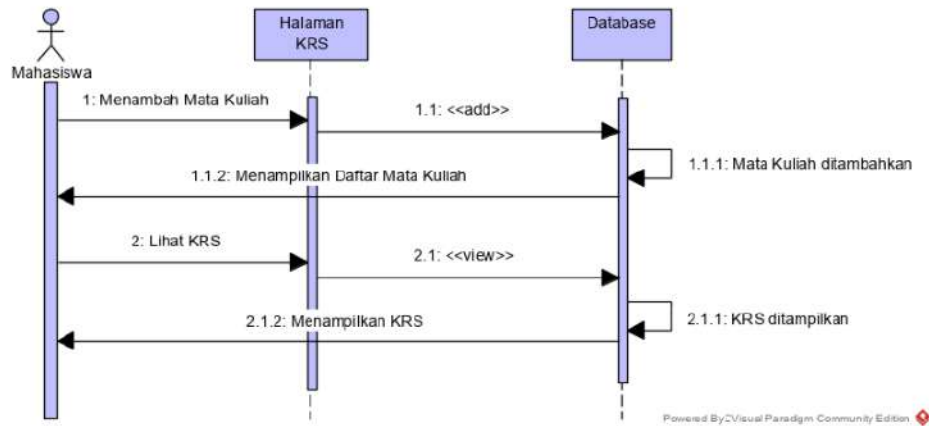 Halaman
KRS
Database
Mahasiswa
1: Menambah Mata Kuliah
1.1: <<add>>
1.1.1: Mata Kuliah ditambahkan
1.1.2: Menampilkan Daftar Mata Kuliah
2: Lihat KRS
2.1: <<view>>
2.1.1: KRS ditampilkan
2.1.2: Menampilkan KRS
Powered By Visual Paradigm Community Edition